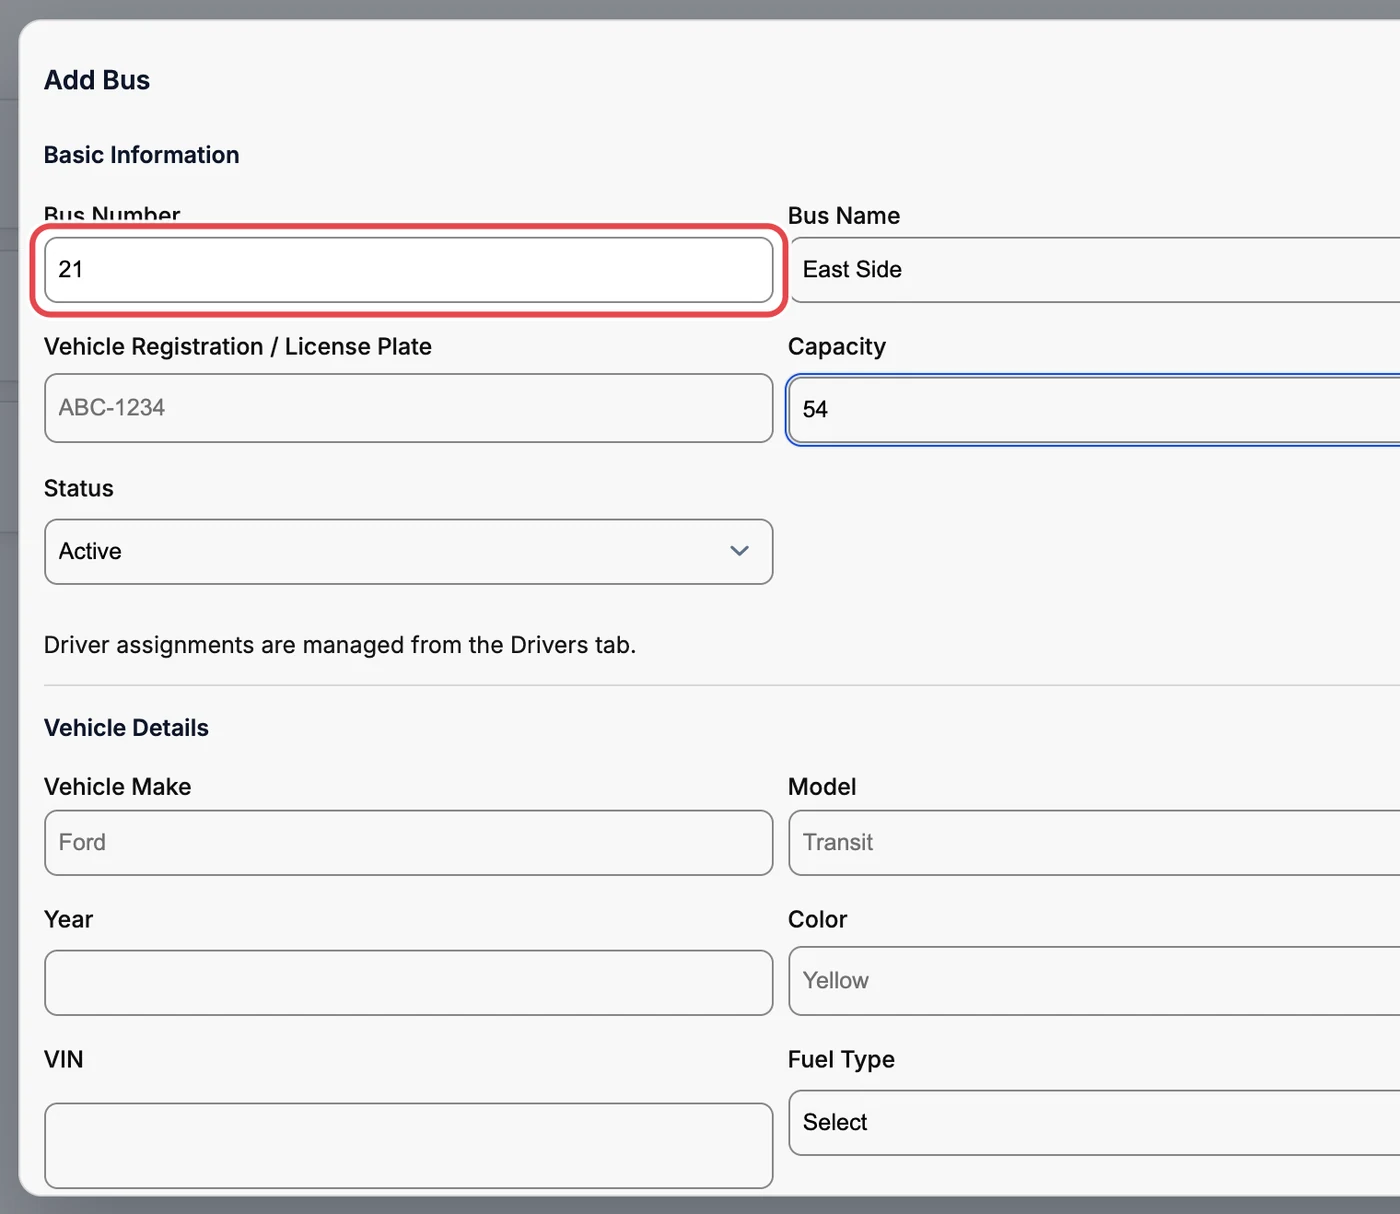 Add Bus
Basic Information
Bus Number
Bus Name
21
East Side
Vehicle Registration / License Plate
Capacity
ABC-1234
54
Status
Active
Driver assignments are managed from the Drivers tab.
Vehicle Details
Vehicle Make
Model
Ford
Transit
Year
Color
Yellow
VIN
Fuel Type
Select